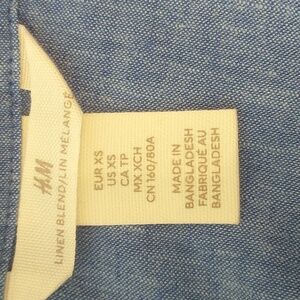 H&M
LINEN BLEND/LIN MÉLANGÉ
EUR XS
US XS
CA TP
MX XCH
CN 160/80A
MADE IN
BANGLADESH
FABRIQUÉ AU
BANGLADESH